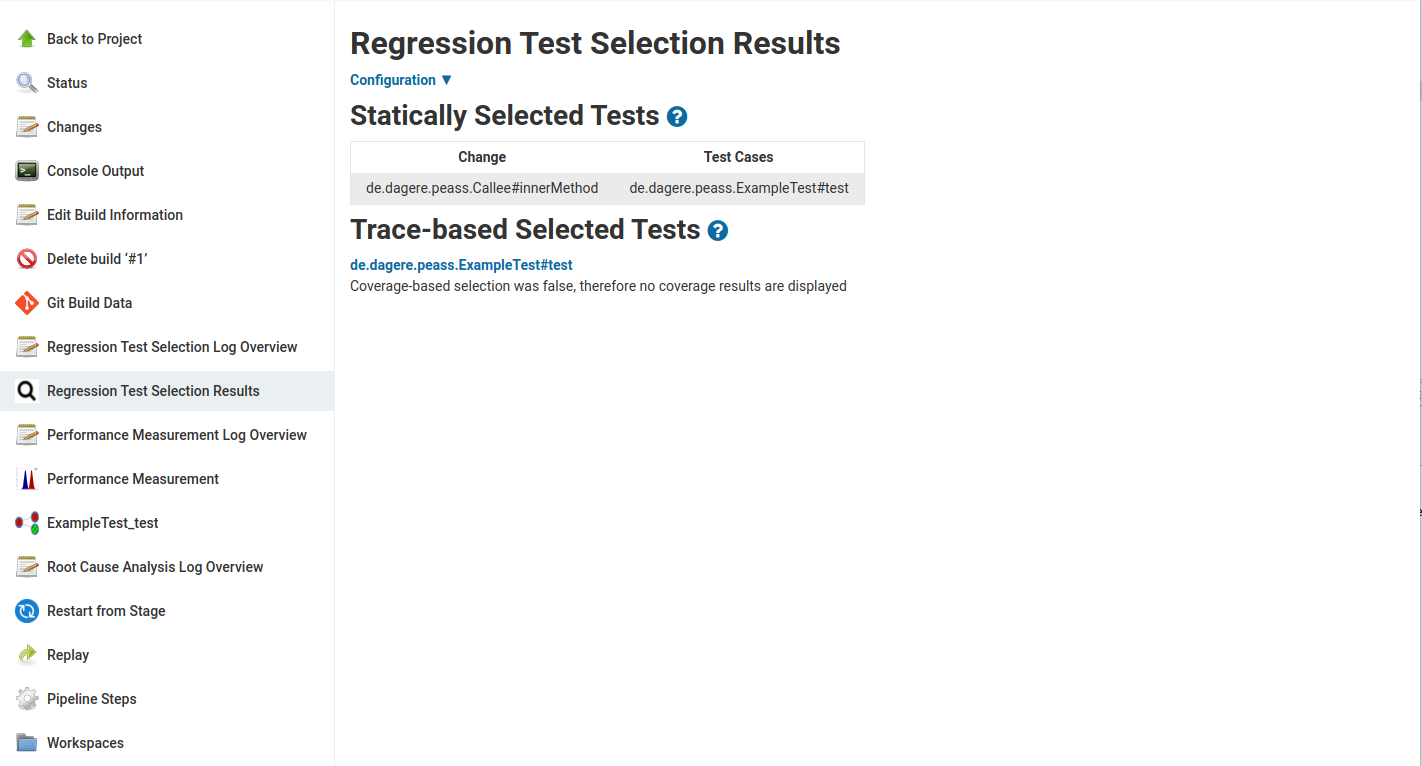 Back to Project
Status
Changes
Console Output
Edit Build Information
Delete build ‘#1’
Git Build Data
Regression Test Selection Log Overview
Regression Test Selection Results
Performance Measurement Log Overview
Performance Measurement
ExampleTest_test
Root Cause Analysis Log Overview
Restart from Stage
Replay
Pipeline Steps
Workspaces
Regression Test Selection Results
Configuration ▼
Statically Selected Tests ?
Change Test Cases
de.dagere.peass.Callee#innerMethod de.dagere.peass.ExampleTest#test
Trace-based Selected Tests ?
de.dagere.peass.ExampleTest#test
Coverage-based selection was false, therefore no coverage results are displayed